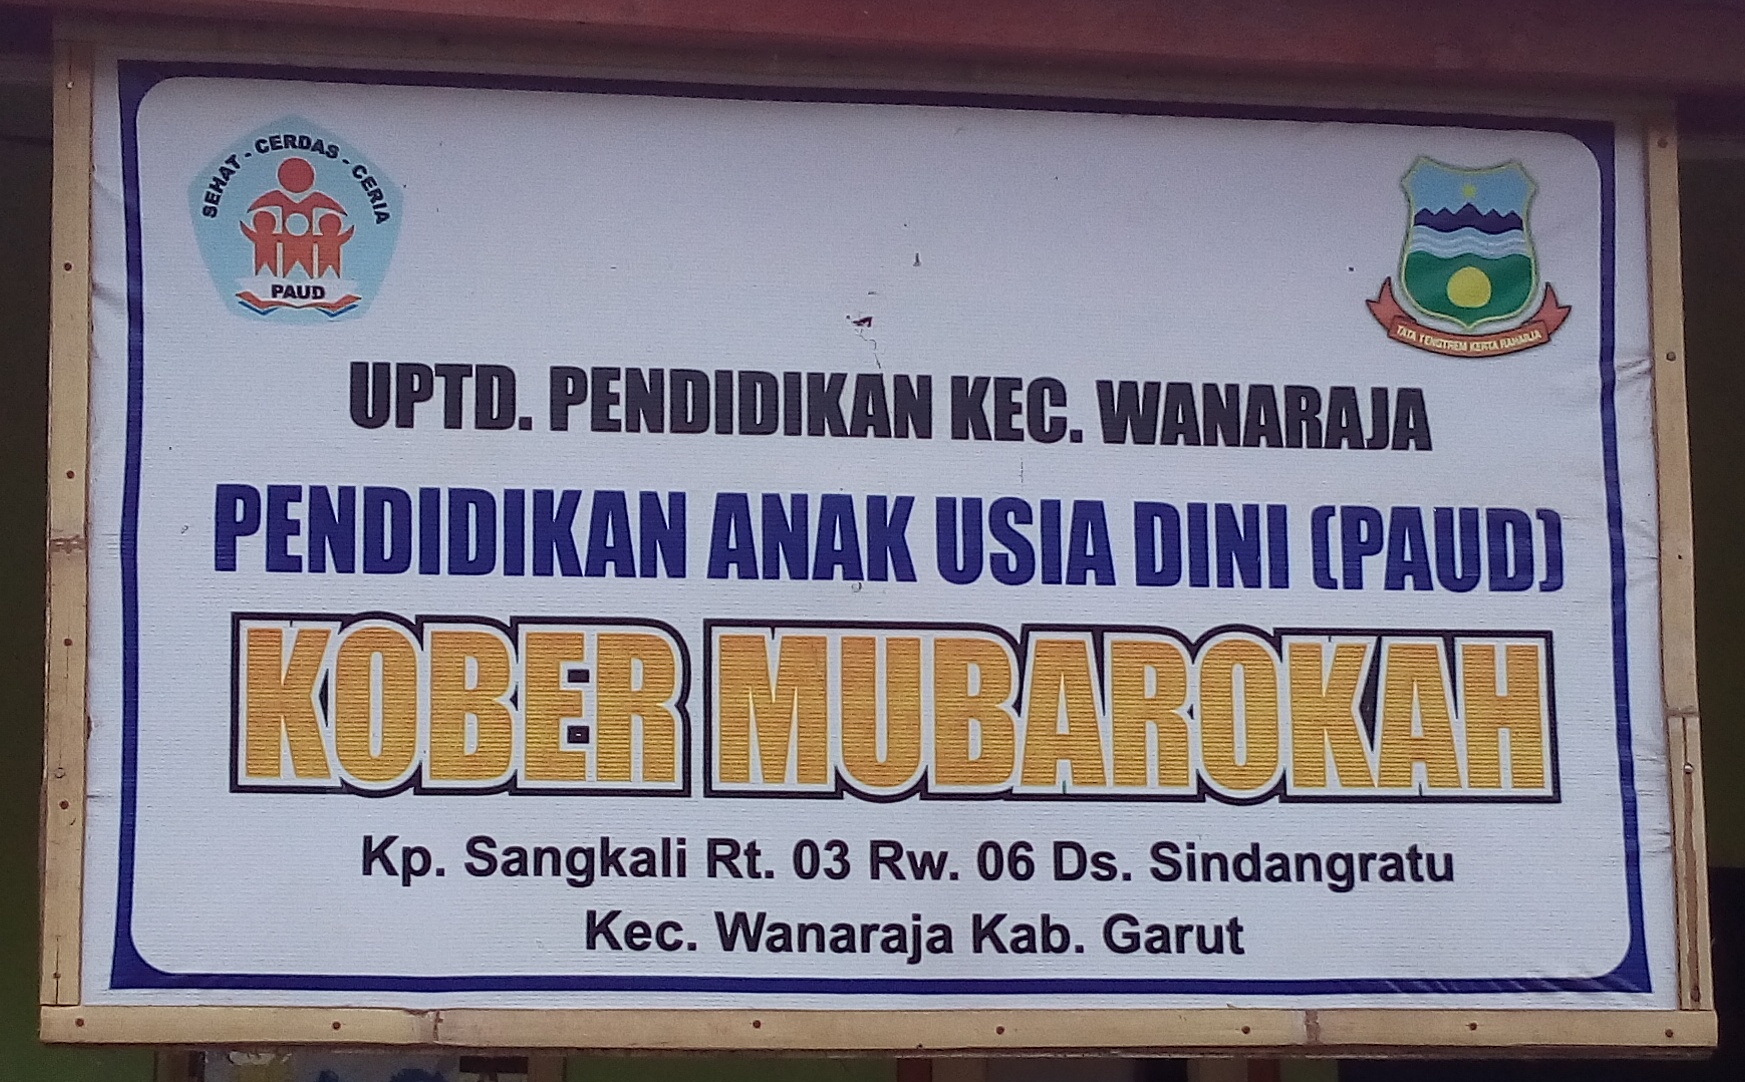 SEHAT - CERDAS - CERIA
PAUD
TATA TENGTREM KERTA RAHARJA
UPTD. PENDIDIKAN KEC. WANARAJA
PENDIDIKAN ANAK USIA DINI (PAUD)
KOBER MUBAROKAH
Kp. Sangkali Rt. 03 Rw. 06 Ds. Sindangratu
Kec. Wanaraja Kab. Garut